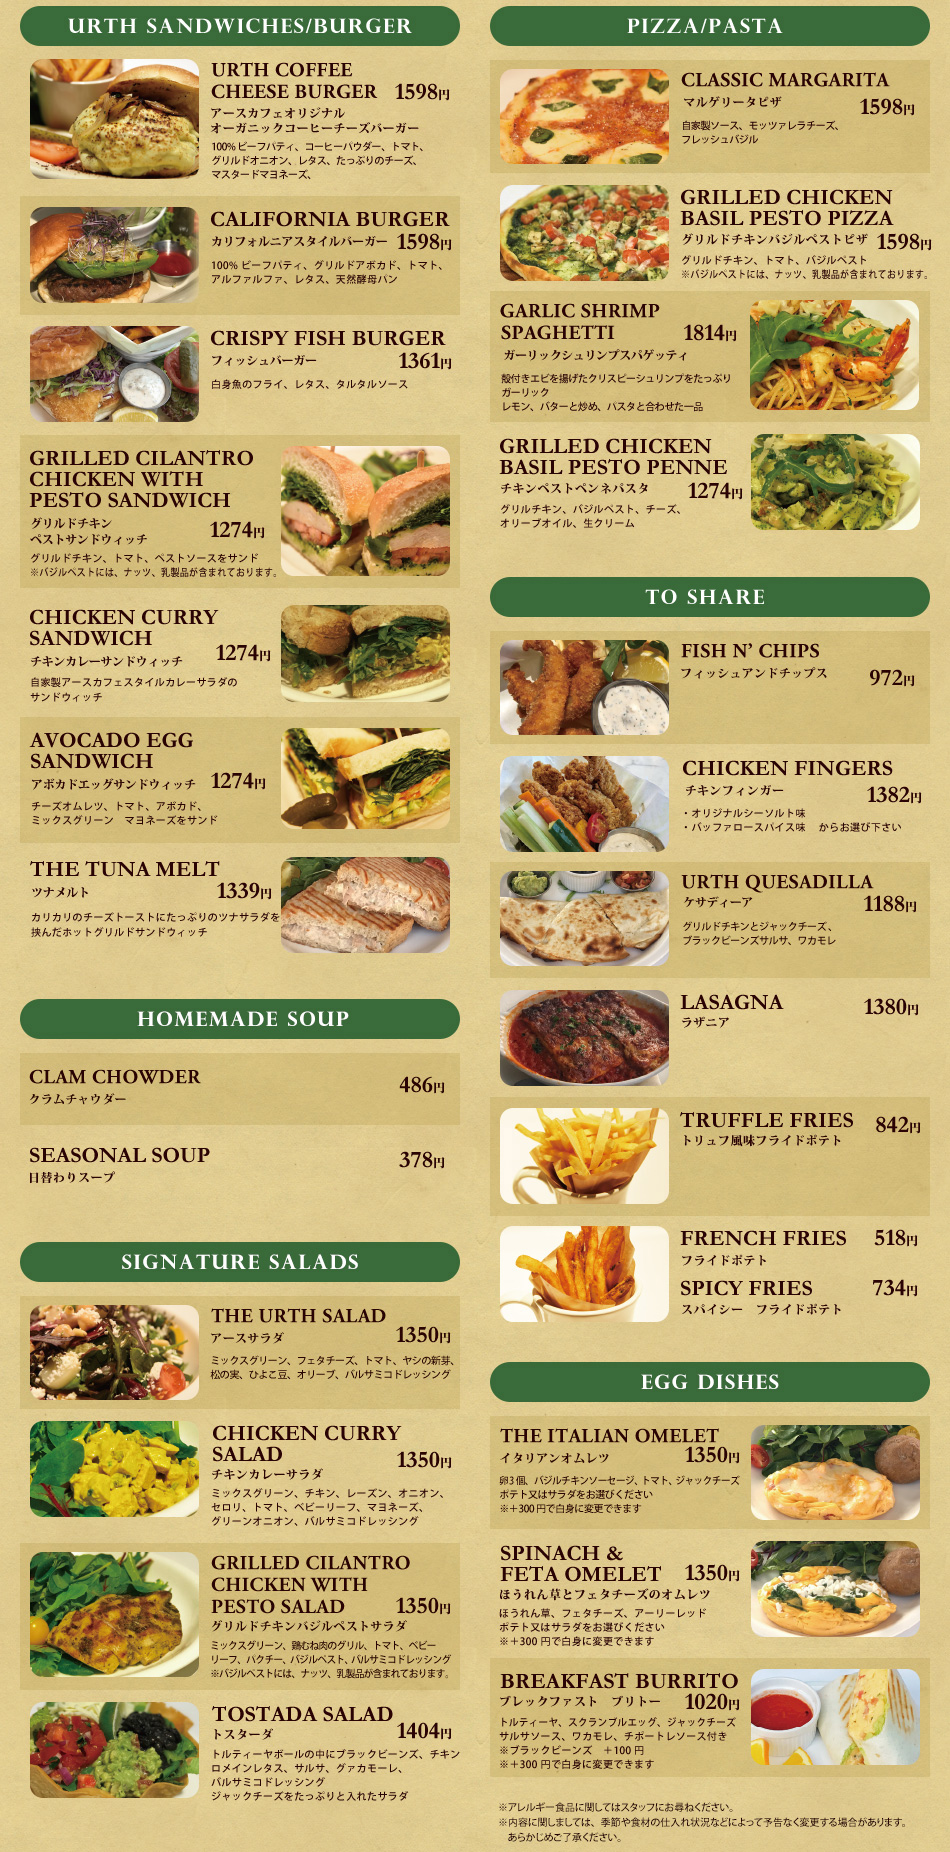 URTH SANDWICHES/BURGER
URTH COFFEE
CHEESE BURGER 1598円
アースカフェオリジナル
オーガニックコーヒーチーズバーガー
100% ビーフパティ、コーヒーパウダー、トマト、
グリルドオニオン、レタス、たっぷりのチーズ、
マスタードマヨネーズ、
CALIFORNIA BURGER
カリフォルニアスタイルバーガー 1598円
100% ビーフパティ、グリルドアボカド、トマト、
アルファルファ、レタス、天然酵母パン
CRISPY FISH BURGER
フィッシュバーガー 1361円
白身魚のフライ、レタス、タルタルソース
GRILLED CILANTRO
CHICKEN WITH
PESTO SANDWICH
グリルドチキン
ペストサンドウィッチ 1274円
グリルドチキン、トマト、ペストソースをサンド
※バジルペストには、ナッツ、乳製品が含まれております。
CHICKEN CURRY
SANDWICH
チキンカレーサンドウィッチ 1274円
自家製アースカフェスタイルカレーサラダの
サンドウィッチ
AVOCADO EGG
SANDWICH
アボカドエッグサンドウィッチ 1274円
チーズオムレツ、トマト、アボカド、
ミックスグリーン　マヨネーズをサンド
THE TUNA MELT
ツナメルト 1339円
カリカリのチーズトーストにたっぷりのツナサラダを
挟んだホットグリルドサンドウィッチ
HOMEMADE SOUP
CLAM CHOWDER
クラムチャウダー 486円
SEASONAL SOUP
日替わりスープ 378円
SIGNATURE SALADS
THE URTH SALAD
アースサラダ 1350円
ミックスグリーン、フェタチーズ、トマト、ヤシの新芽、
松の実、ひよこ豆、オリーブ、バルサミコドレッシング
CHICKEN CURRY
SALAD 1350円
チキンカレーサラダ
ミックスグリーン、チキン、レーズン、オニオン、
セロリ、トマト、ベビーリーフ、マヨネーズ、
グリーンオニオン、バルサミコドレッシング
GRILLED CILANTRO
CHICKEN WITH
PESTO SALAD 1350円
グリルドチキンバジルペストサラダ
ミックスグリーン、鶏むね肉のグリル、トマト、ベビー
リーフ、パクチー、バジルペスト、バルサミコドレッシング
※バジルペストには、ナッツ、乳製品が含まれております。
TOSTADA SALAD
トスターダ 1404円
トルティーヤボールの中にブラックビーンズ、チキン
ロメインレタス、サルサ、グァカモーレ、
バルサミコドレッシング
ジャックチーズをたっぷりと入れたサラダ
PIZZA/PASTA
CLASSIC MARGARITA
マルゲリータピザ 1598円
自家製ソース、モッツァレラチーズ、
フレッシュバジル
GRILLED CHICKEN
BASIL PESTO PIZZA
グリルドチキンバジルペストピザ 1598円
グリルドチキン、トマト、バジルペスト
※バジルペストには、ナッツ、乳製品が含まれております。
GARLIC SHRIMP
SPAGHETTI 1814円
ガーリックシュリンプスパゲッティ
殻付きエビを揚げたクリスピーシュリンプをたっぷり
ガーリック
レモン、バターと炒め、パスタと合わせた一品
GRILLED CHICKEN
BASIL PESTO PENNE
チキンペストペンネパスタ 1274円
グリルチキン、バジルペスト、チーズ、
オリーブオイル、生クリーム
TO SHARE
FISH N' CHIPS
フィッシュアンドチップス 972円
CHICKEN FINGERS
チキンフィンガー 1382円
・オリジナルシーソルト味
・バッファロースパイス味　からお選び下さい
URTH QUESADILLA
ケサディーア 1188円
グリルドチキンとジャックチーズ、
ブラックビーンズサルサ、ワカモレ
LASAGNA 1380円
ラザニア
TRUFFLE FRIES 842円
トリュフ風味フライドポテト
FRENCH FRIES 518円
フライドポテト
SPICY FRIES 734円
スパイシー　フライドポテト
EGG DISHES
THE ITALIAN OMELET
イタリアンオムレツ 1350円
卵3個、バジルチキンソーセージ、トマト、ジャックチーズ
ポテト又はサラダをお選びください
※＋300円で白身に変更できます
SPINACH &
FETA OMELET 1350円
ほうれん草とフェタチーズのオムレツ
ほうれん草、フェタチーズ、アーリーレッド
ポテト又はサラダをお選びください
※＋300 円で白身に変更できます
BREAKFAST BURRITO
ブレックファスト　ブリトー 1020円
トルティーヤ、スクランブルエッグ、ジャックチーズ
サルサソース、ワカモレ、チポートレソース付き
※ブラックビーンズ　＋100 円
※＋300 円で白身に変更できます
※アレルギー食品に関してはスタッフにお尋ねください。
※内容に関しましては、季節や食材の仕入れ状況などによって予告なく変更する場合があります。
あらかじめご了承ください。